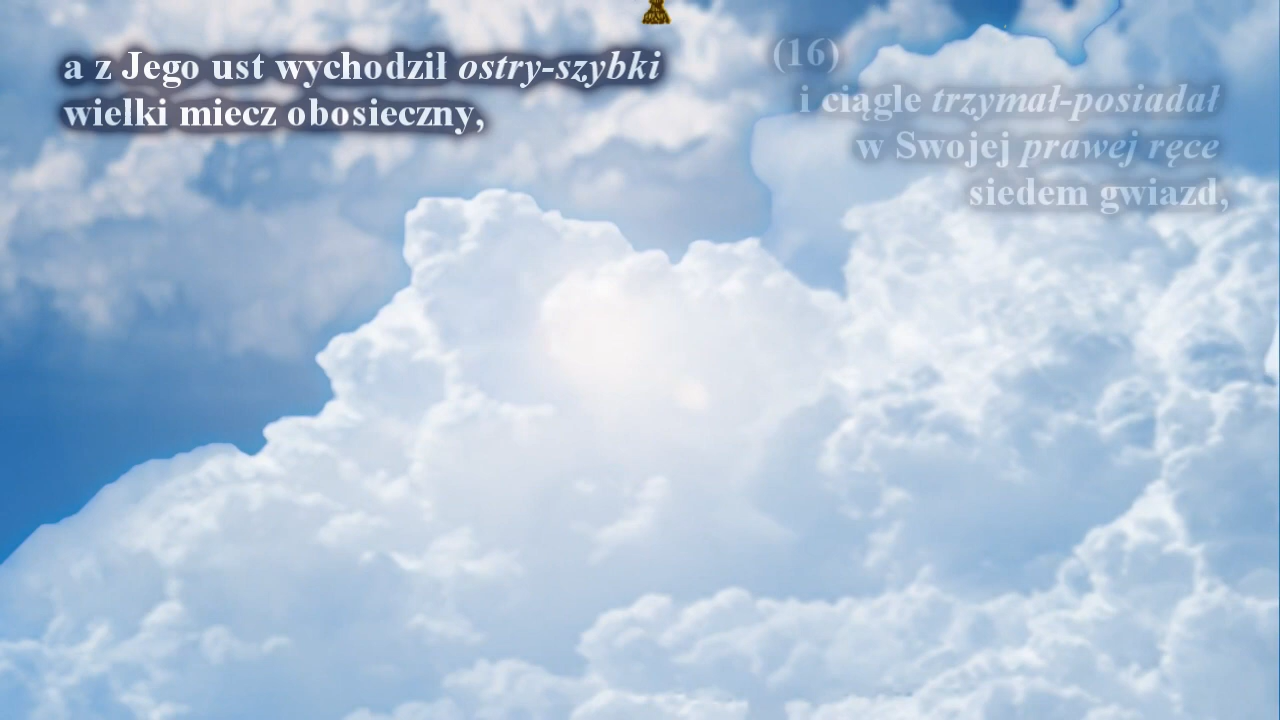 (16)
i ciągle trzymał-posiadał
w Swojej prawej ręce
siedem gwiazd,
a z Jego ust wychodził ostry-szybki
wielki miecz obosieczny,